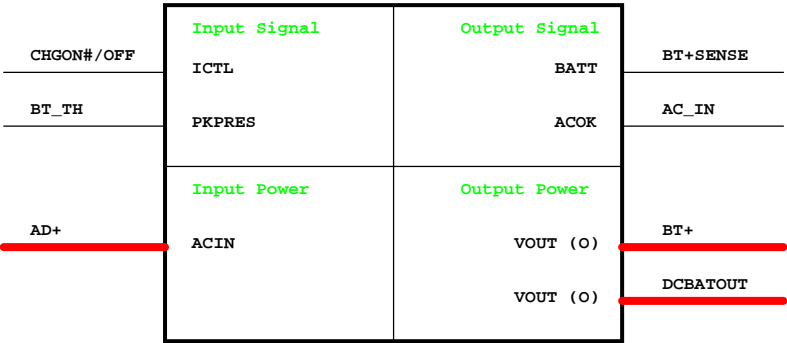 Input Signal Output Signal
CHGON#/OFF ICTL BATT BT+SENSE
BT_TH PKPRES ACOK AC_IN
Input Power Output Power
AD+ ACIN VOUT (O) BT+
VOUT (O) DCBATOUT